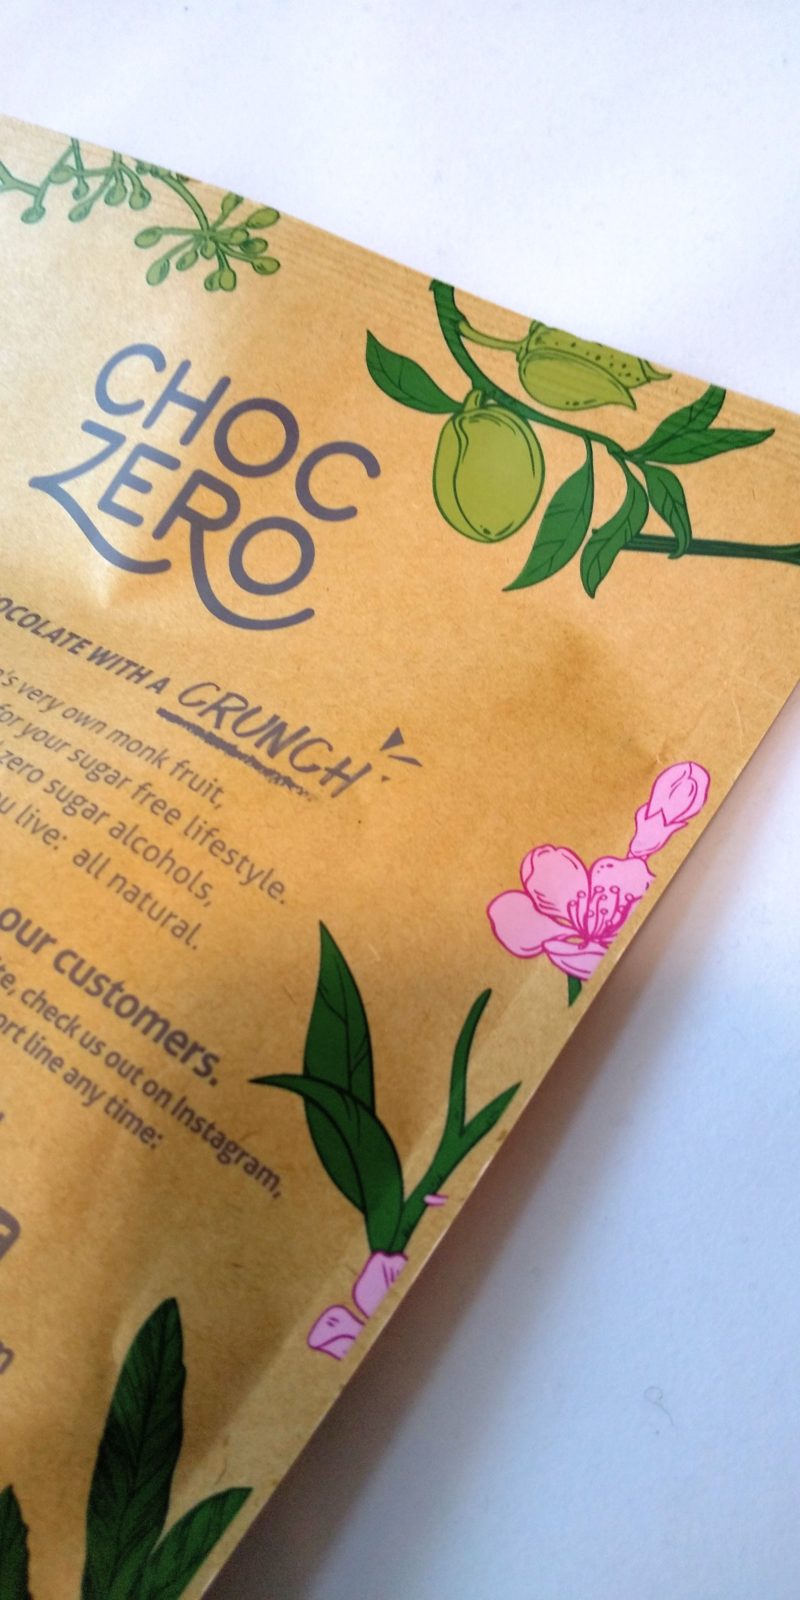 CHOC
ZERO
WITH A CRUNCH
very own monk fruit,
for your sugar free lifestyle.
zero sugar alcohols,
live; all natural.
our customers.
check us out on Instagram,
line any time: